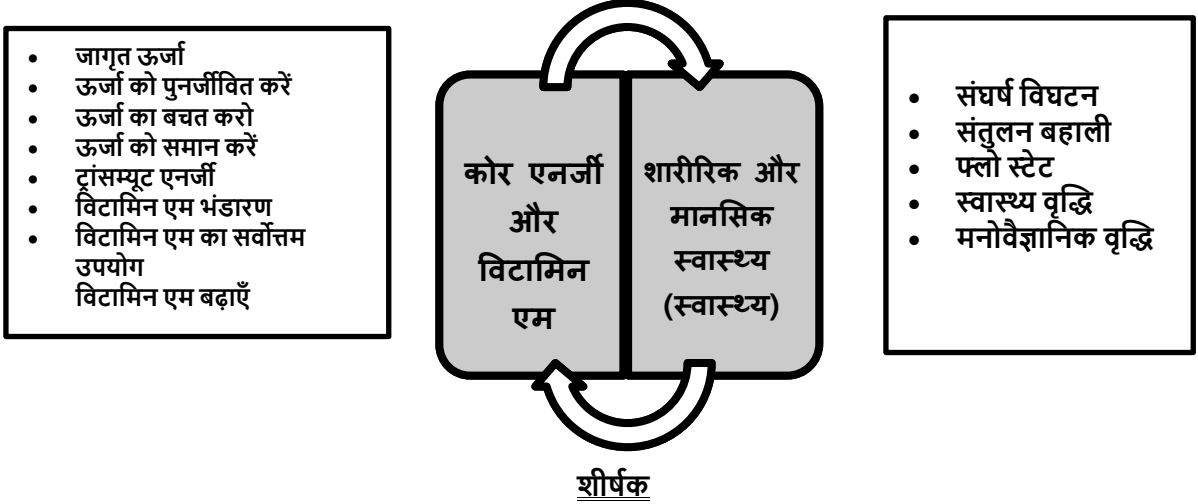 • जागृत ऊर्जा
• ऊर्जा को पुनर्जीवित करें
• ऊर्जा का बचत करो
• ऊर्जा को समान करें
• ट्रांसम्यूट एनर्जी
• विटामिन एम भंडारण
• विटामिन एम का सर्वोत्तम
उपयोग
विटामिन एम बढ़ाएँ
कोर एनर्जी
और
विटामिन
एम
शारीरिक और
मानसिक
स्वास्थ्य
(स्वास्थ्य)
• संघर्ष विघटन
• संतुलन बहाली
• फ्लो स्टेट
• स्वास्थ्य वृद्धि
• मनोवैज्ञानिक वृद्धि
शीर्षक